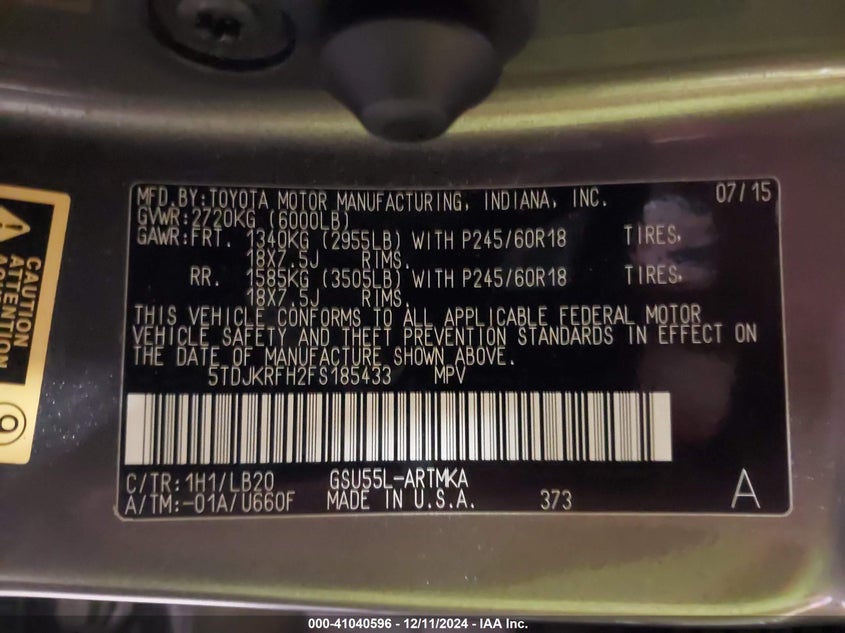 MFD.BY:TOYOTA MOTOR MANUFACTURING, INDIANA, INC. 07/15
GVWR:2720KG (6000LB)
GAWR:FRT. 1340KG (2955LB) WITH P245/60R18 TIRES,
18X7.5J RIMS.
RR. 1585KG (3505LB) WITH P245/60R18 TIRES,
18X7.5J RIMS.
THIS VEHICLE CONFORMS TO ALL APPLICABLE FEDERAL MOTOR
VEHICLE SAFETY AND THEFT PREVENTION STANDARDS IN EFFECT ON
THE DATE OF MANUFACTURE SHOWN ABOVE.
5TDJKRFH2FS185433 MPV
C/TR:1H1/LB20 GSU55L-ARTMKA
A/TM:-01A/U660F MADE IN U.S.A. 373 A
CAUTION
ATTENTION
000-41040596 - 12/11/2024 - IAA Inc.